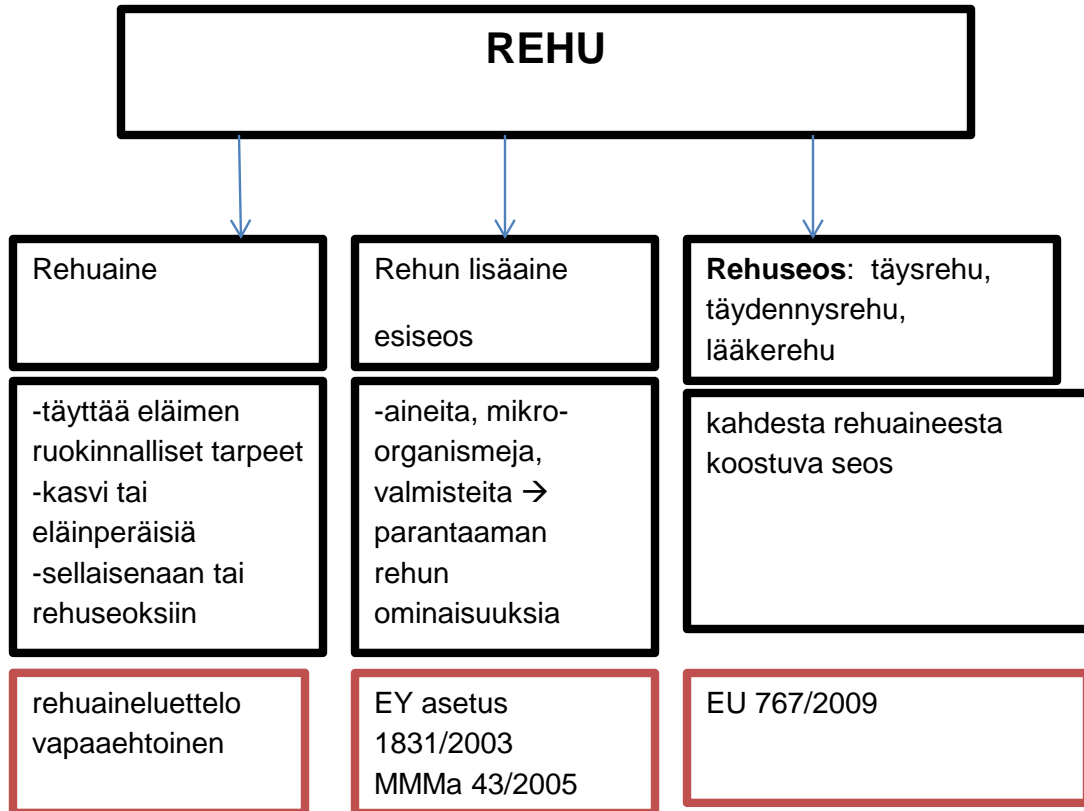 REHU
Rehuaine
Rehun lisäaine
esiseos
Rehuseos: täysrehu,
täydennysrehu,
lääkerehu
-täyttää eläimen
ruokinnalliset tarpeet
-kasvi tai
eläinperäisiä
-sellaisenaan tai
rehuseoksiin
-aineita, mikro-
organismeja,
valmisteita →
parantaaman
rehun
ominaisuuksia
kahdesta rehuaineesta
koostuva seos
rehuaineluettelo
vapaaehtoinen
EY asetus
1831/2003
MMMa 43/2005
EU 767/2009